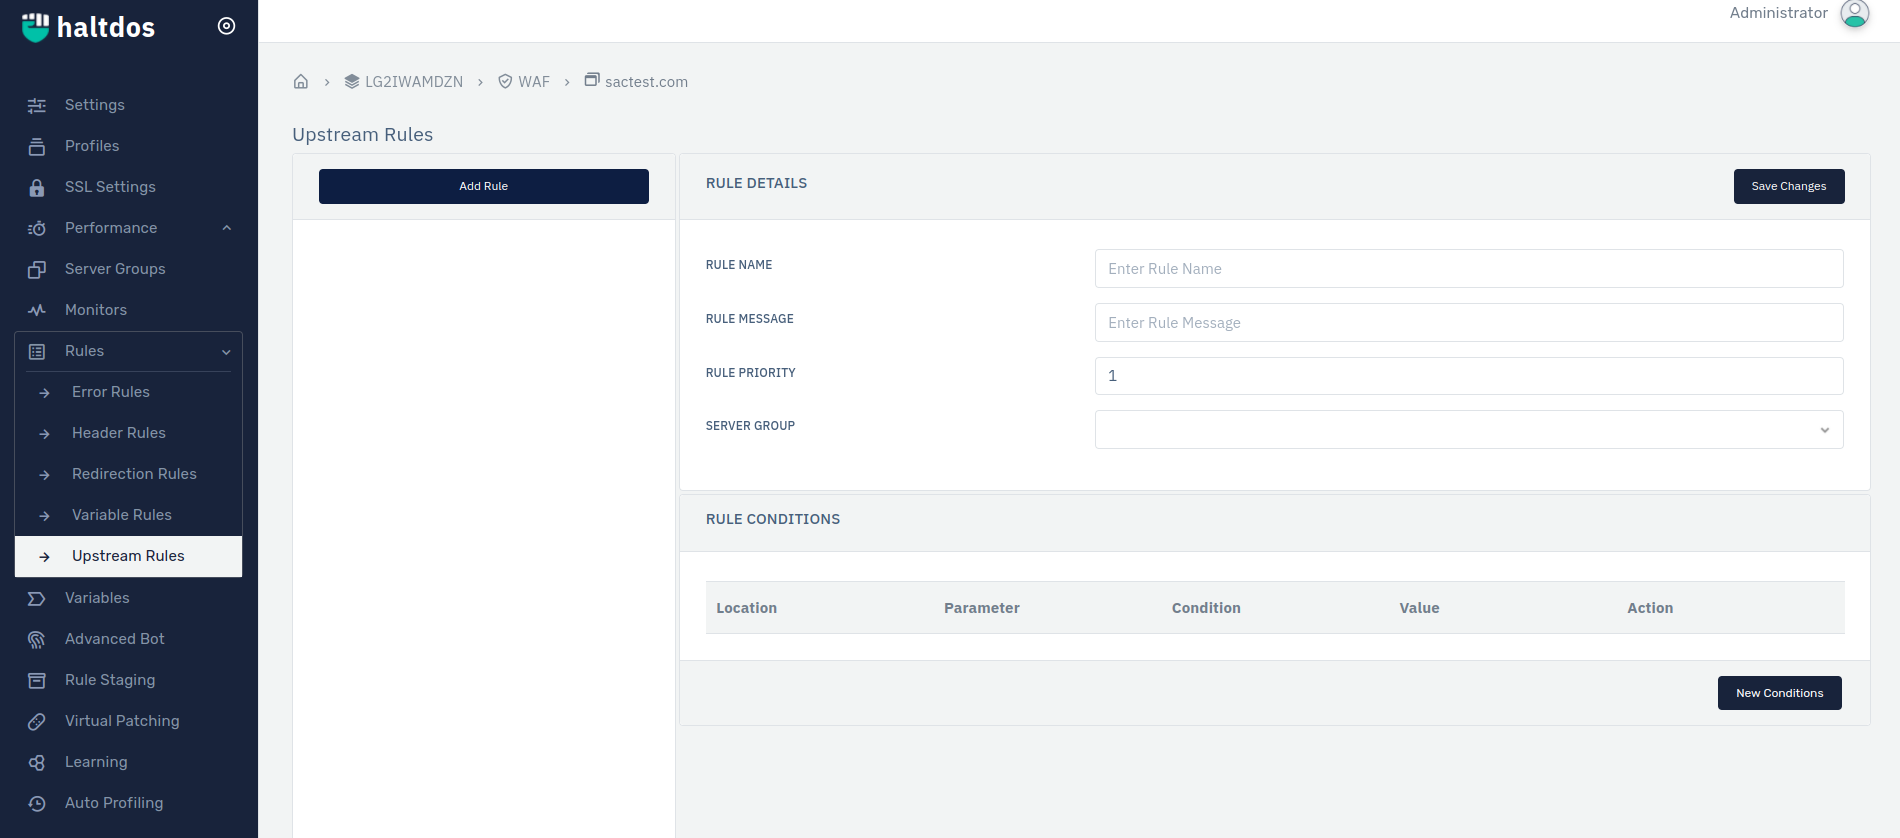 haltdos
Administrator
Settings
Profiles
SSL Settings
Performance
Server Groups
Monitors
Rules
Error Rules
Header Rules
Redirection Rules
Variable Rules
Upstream Rules
Variables
Advanced Bot
Rule Staging
Virtual Patching
Learning
Auto Profiling
LG2IWAMDZN
WAF
sactest.com
Upstream Rules
Add Rule
RULE DETAILS
Save Changes
RULE NAME
Enter Rule Name
RULE MESSAGE
Enter Rule Message
RULE PRIORITY
1
SERVER GROUP
RULE CONDITIONS
Location Parameter Condition Value Action
New Conditions